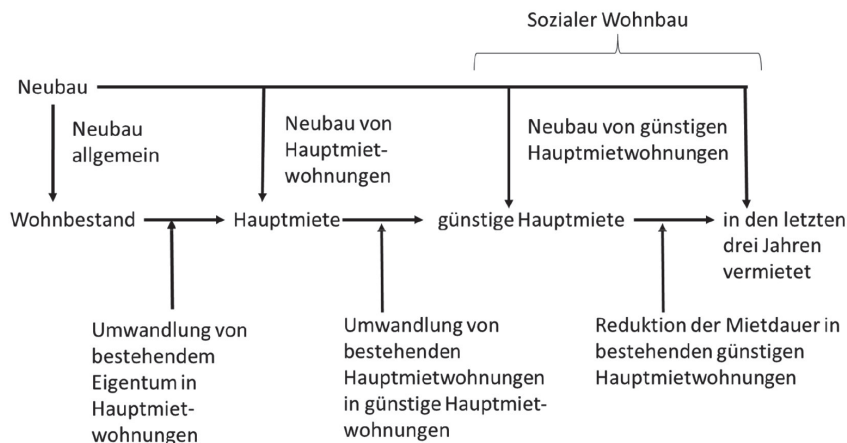 Sozialer Wohnbau
Neubau
Neubau
allgemein
Neubau von
Hauptmiet-
wohnungen
Neubau von günstigen
Hauptmietwohnungen
Wohnbestand
Hauptmiete
günstige Hauptmiete
in den letzten
drei Jahren
vermietet
Umwandlung von
bestehendem
Eigentum in
Hauptmiet-
wohnungen
Umwandlung von
bestehenden
Hauptmietwohnungen
in günstige Hauptmiet-
wohnungen
Reduktion der Mietdauer in
bestehenden günstigen
Hauptmietwohnungen